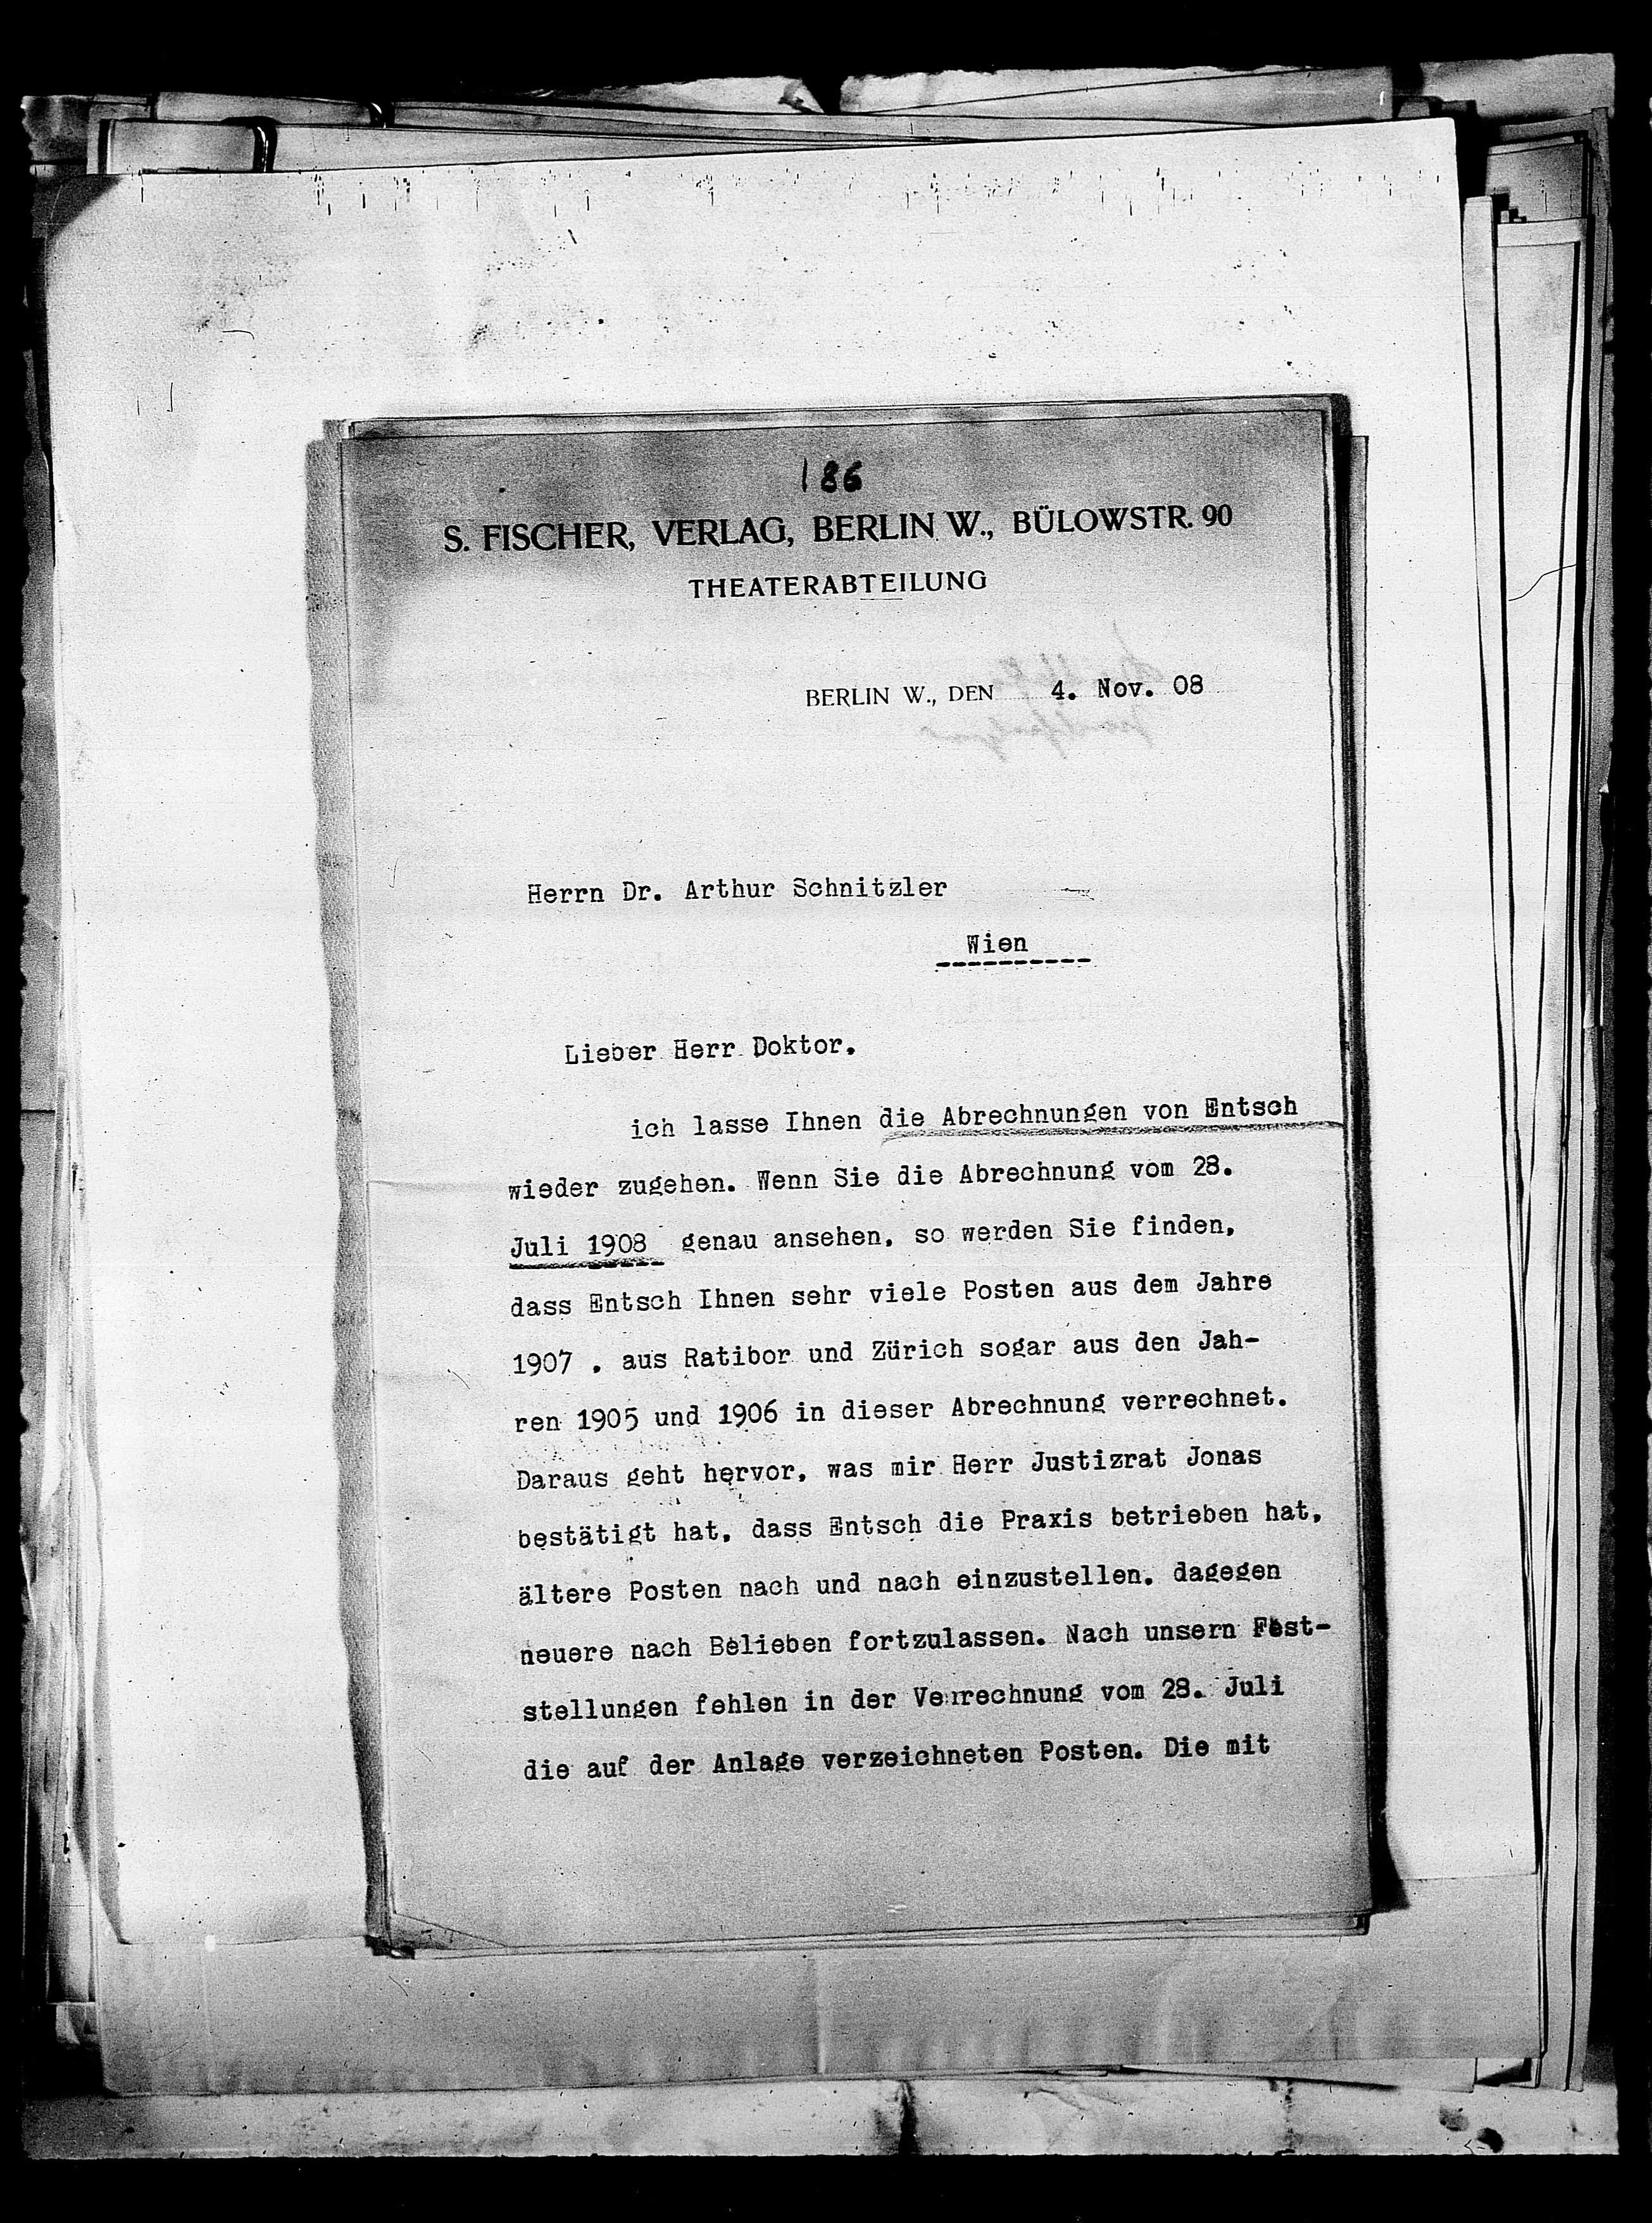 186
S. FISCHER, VERLAG, BERLIN W., BÜLOWSTR. 90
THEATERABTEILUNG
BERLIN W., DEN 4. Nov. 08
Herrn Dr. Arthur Schnitzler
Wien
Lieber Herr Doktor.
ich lasse Ihnen die Abrechnungen von Entsch
wieder zugehen. Wenn Sie die Abrechnung vom 28.
Juli 1908 genau ansehen, so werden Sie finden,
dass Entsch Ihnen sehr viele Posten aus dem Jahre
1907 , aus Ratibor und Zürich sogar aus den Jah-
ren 1905 und 1906 in dieser Abrechnung verrechnet.
Daraus geht hervor, was mir Herr Justizrat Jonas
bestätigt hat, dass Entsch die Praxis betrieben hat,
ältere Posten nach und nach einzustellen, dagegen
neuere nach Belieben fortzulassen. Nach unsern Fest-
stellungen fehlen in der Verrechnung vom 28. Juli
die auf der Anlage verzeichneten Posten. Die mit